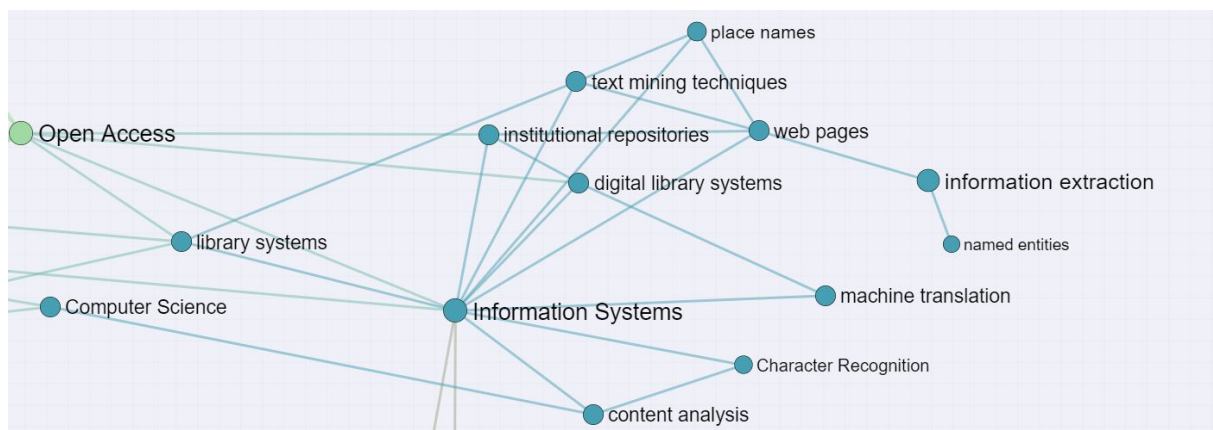 place names
text mining techniques
Open Access
institutional repositories
web pages
digital library systems
information extraction
library systems
named entities
machine translation
Computer Science
Information Systems
Character Recognition
content analysis